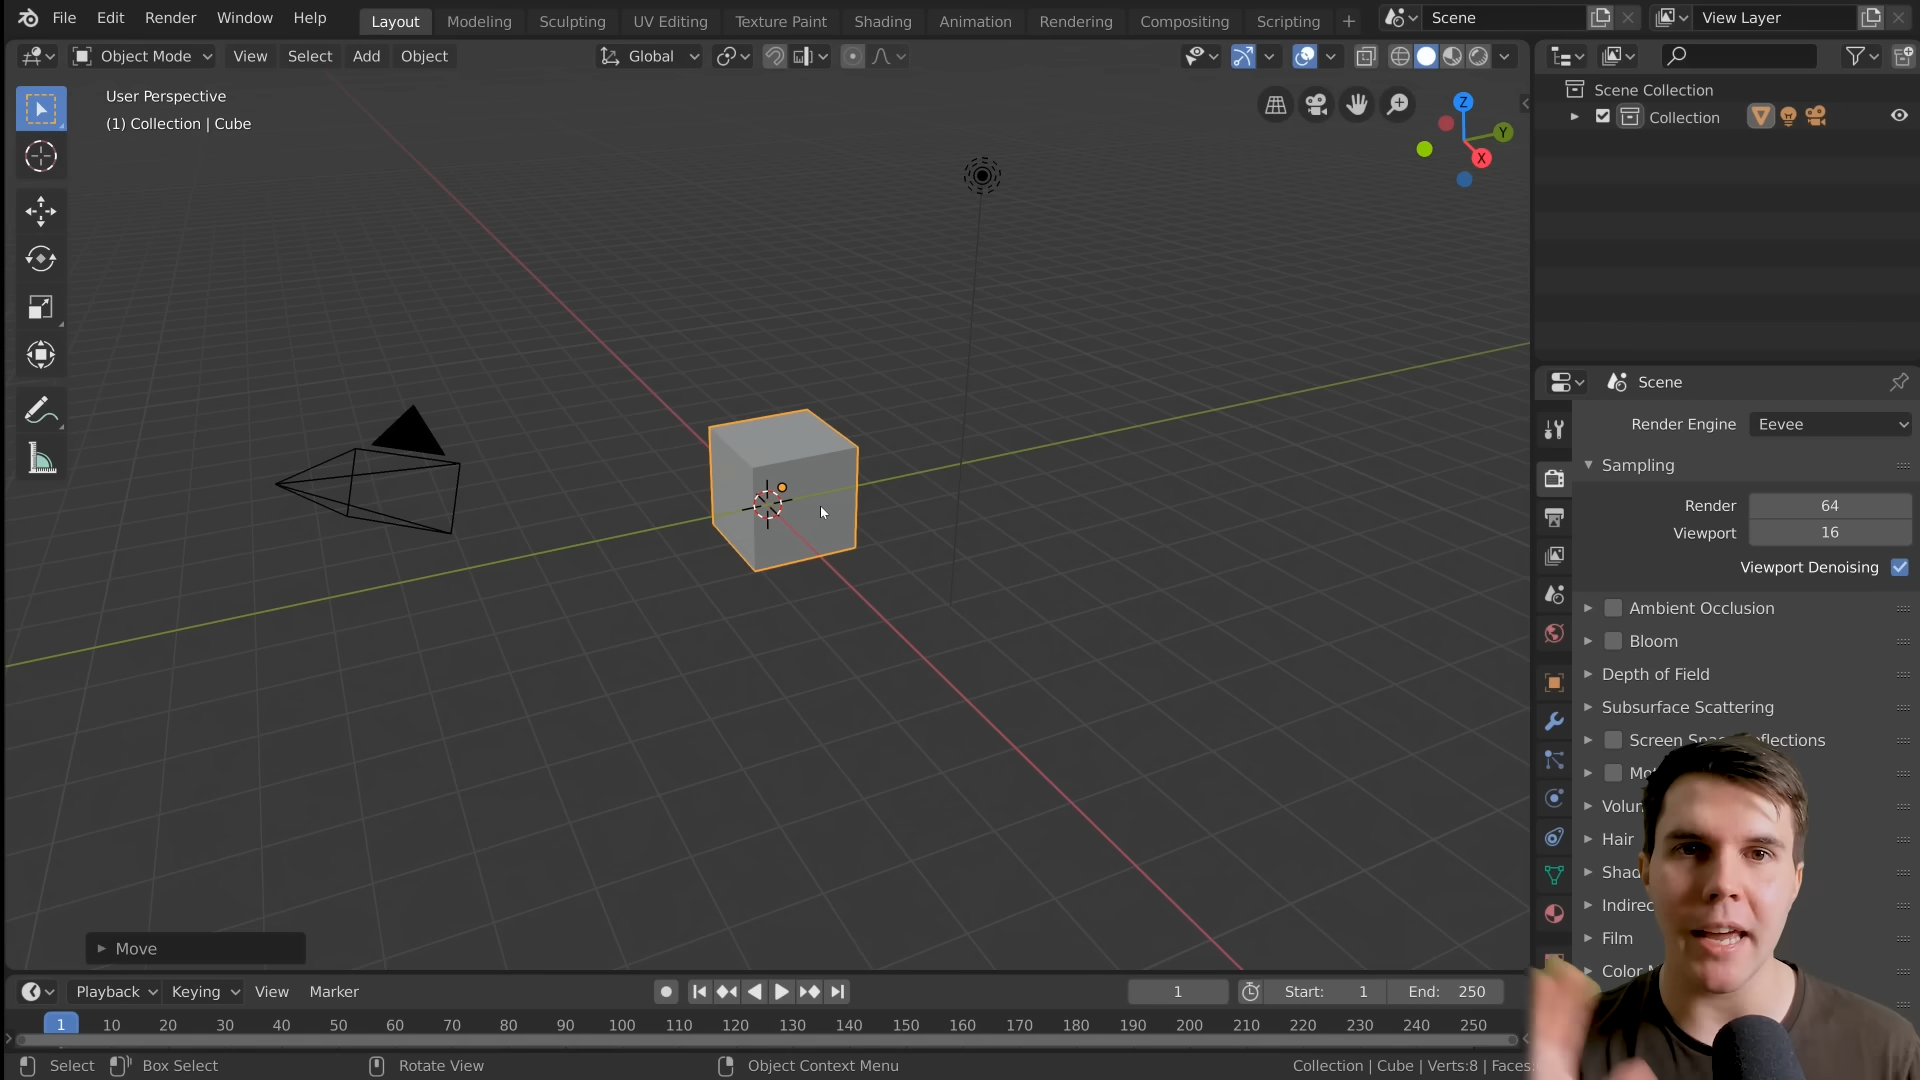 File Edit Render Window Help Layout Modeling Sculpting UV Editing Texture Paint Shading Animation Rendering Compositing Scripting + Scene View Layer
Object Mode View Select Add Object Global
User Perspective
(1) Collection | Cube
Z
Y
X
Scene Collection
Collection
Scene
Render Engine Eevee
Sampling
Render 64
Viewport 16
Viewport Denoising
Ambient Occlusion
Bloom
Depth of Field
Subsurface Scattering
Screen
Hair
Film
Color
Move
Playback Keying View Marker 1 Start: 1 End: 250
1 10 20 30 40 50 60 70 80 90 100 110 120 130 140 150 160 170 180 190 200 210 220 230 240 250
Select Box Select Rotate View Object Context Menu Collection | Cube | Verts:8 | Faces: